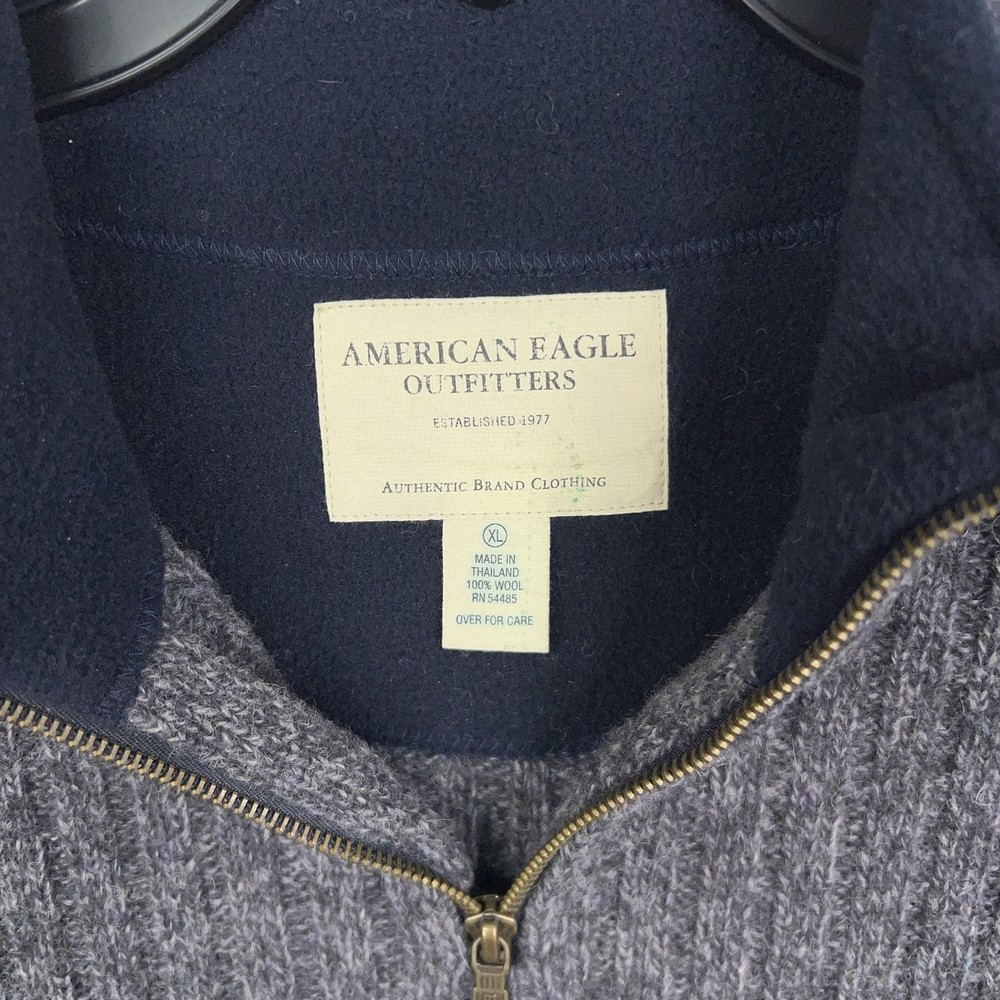 AMERICAN EAGLE
OUTFITTERS
ESTABLISHED 1977
AUTHENTIC BRAND CLOTHING
XL
MADE IN
THAILAND
100% WOOL
RN 54485
OVER FOR CARE